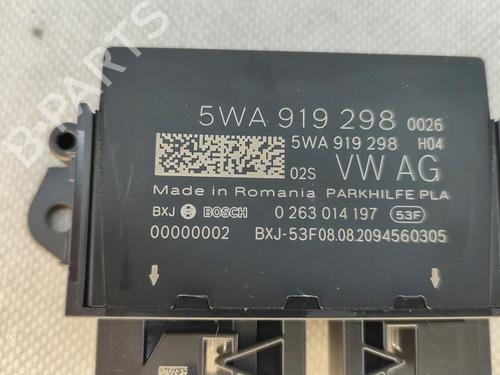 5WA 919 298 0026
5WA 919 298 H04
02S VW AG
Made in Romania PARKHILFE PLA
BXJ BOSCH 0 263 014 197 53F
00000002 BXJ-53F08.08.2094560305